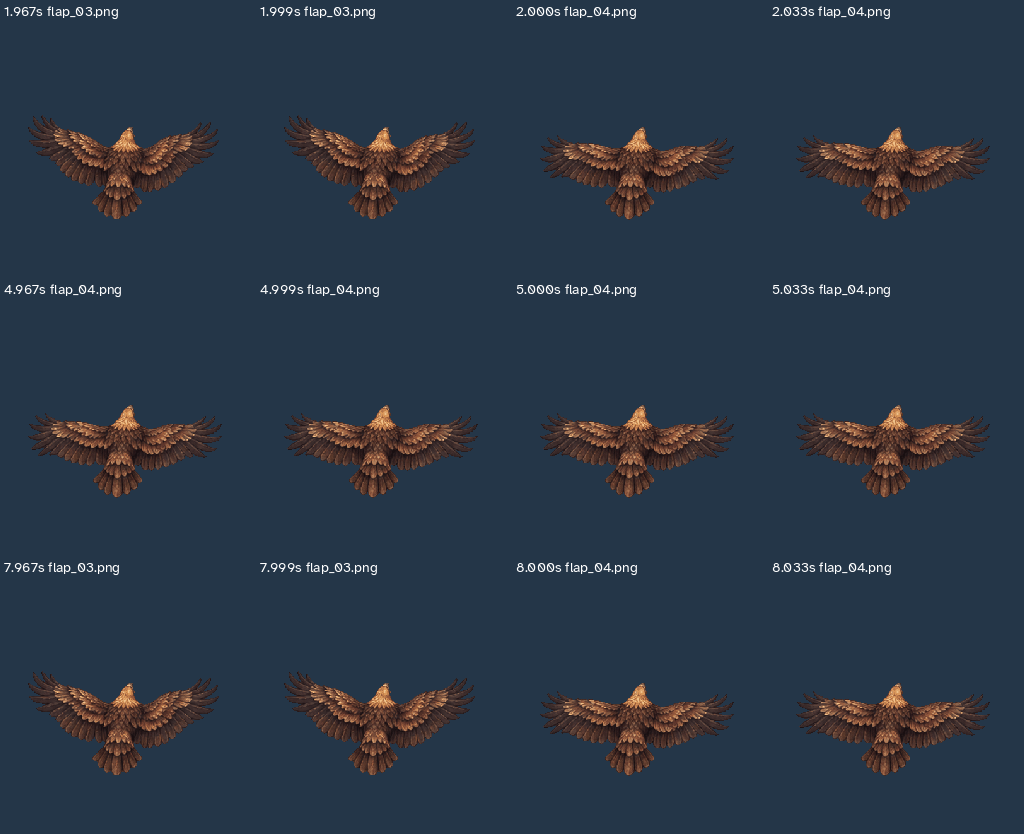 1.967s flap_03.png
1.999s flap_03.png
2.000s flap_04.png
2.033s flap_04.png
4.967s flap_04.png
4.999s flap_04.png
5.000s flap_04.png
5.033s flap_04.png
7.967s flap_03.png
7.999s flap_03.png
8.000s flap_04.png
8.033s flap_04.png